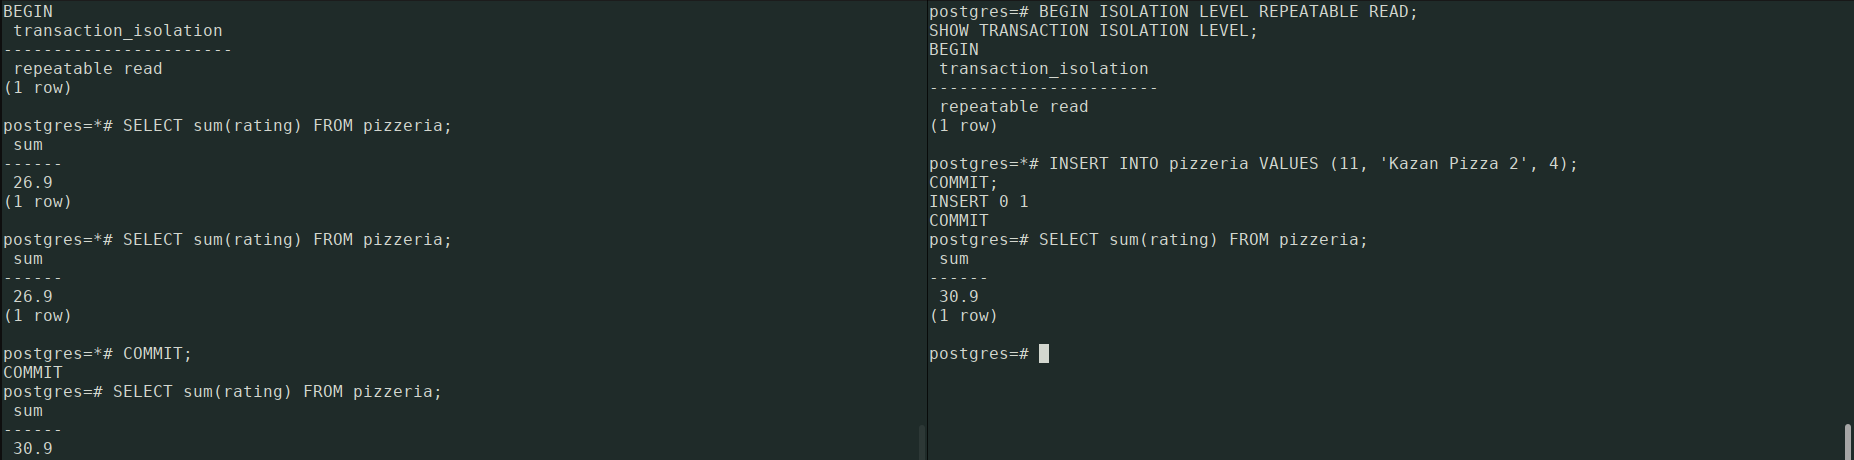 BEGIN
 transaction_isolation
-----------------------
 repeatable read
(1 row)

postgres=*# SELECT sum(rating) FROM pizzeria;
 sum
------
 26.9
(1 row)

postgres=*# SELECT sum(rating) FROM pizzeria;
 sum
------
 26.9
(1 row)

postgres=*# COMMIT;
COMMIT
postgres=# SELECT sum(rating) FROM pizzeria;
 sum
------
 30.9
postgres=# BEGIN ISOLATION LEVEL REPEATABLE READ;
SHOW TRANSACTION ISOLATION LEVEL;
BEGIN
 transaction_isolation
-----------------------
 repeatable read
(1 row)

postgres=*# INSERT INTO pizzeria VALUES (11, 'Kazan Pizza 2', 4);
COMMIT;
INSERT 0 1
COMMIT
postgres=# SELECT sum(rating) FROM pizzeria;
 sum
------
 30.9
(1 row)

postgres=#